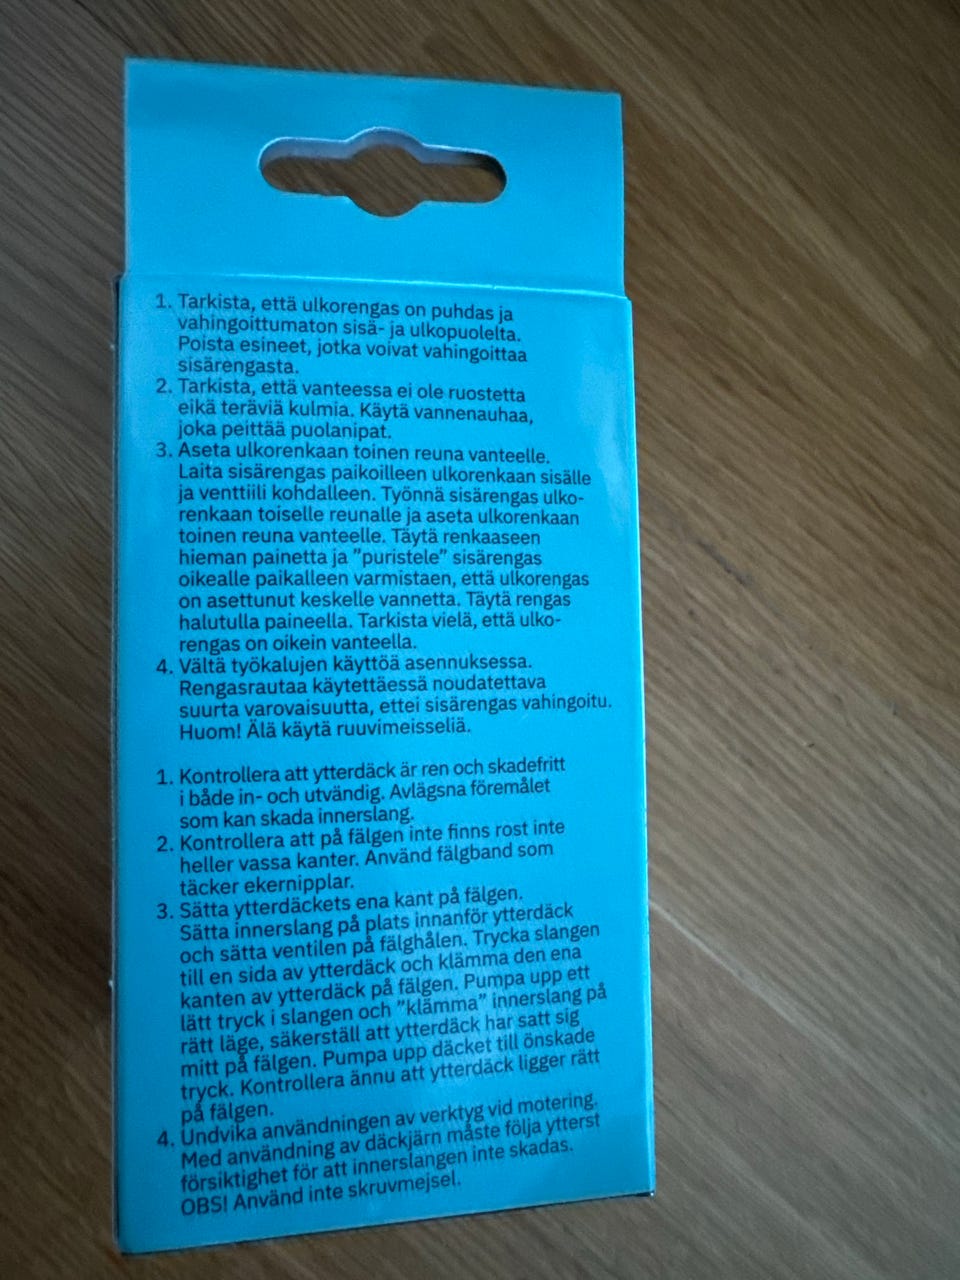 1. Tarkista, että ulkorengas on puhdas ja
vahingoittumaton sisä- ja ulkopuolelta.
Poista esineet, jotka voivat vahingoittaa
sisärengasta.
2. Tarkista, että vanteessa ei ole ruostetta
eikä teräviä kulmia. Käytä vannenauhaa,
joka peittää puolanipat.
3. Aseta ulkorenkaan toinen reuna vanteelle.
Laita sisärengas paikoilleen ulkorenkaan sisälle
ja venttiili kohdalleen. Työnnä sisärengas ulko-
renkaan toiselle reunalle ja aseta ulkorenkaan
toinen reuna vanteelle. Täytä renkaaseen
hieman painetta ja ”puristele” sisärengas
oikealle paikalleen varmistaen, että ulkorengas
on asettunut keskelle vannetta. Täytä rengas
halutulla paineella. Tarkista vielä, että ulko-
rengas on oikein vanteella.
4. Vältä työkalujen käyttöä asennuksessa.
Rengasrautaa käytettäessä noudatettava
suurta varovaisuutta, ettei sisärengas vahingoitu.
Huom! Älä käytä ruuvimeisseliä.
1. Kontrollera att ytterdäck är ren och skadefritt
i både in- och utvändig. Avlägsna föremålet
som kan skada innerslang.
2. Kontrollera att på fälgen inte finns rost inte
heller vassa kanter. Använd fälgband som
täcker ekernipplar.
3. Sätta ytterdäckets ena kant på fälgen.
Sätta innerslang på plats innanför ytterdäck
och sätta ventilen på fälghålen. Trycka slangen
till en sida av ytterdäck och klämma den ena
kanten av ytterdäck på fälgen. Pumpa upp ett
lätt tryck i slangen och ”klämma” innerslang på
rätt läge, säkerställ att ytterdäck har satt sig
mitt på fälgen. Pumpa upp däcket till önskade
tryck. Kontrollera ännu att ytterdäck ligger rätt
på fälgen.
4. Undvika användningen av verktyg vid motering.
Med användning av däckjärn måste följa ytterst
försiktighet för att innerslangen inte skadas.
OBS! Använd inte skruvmejsel.